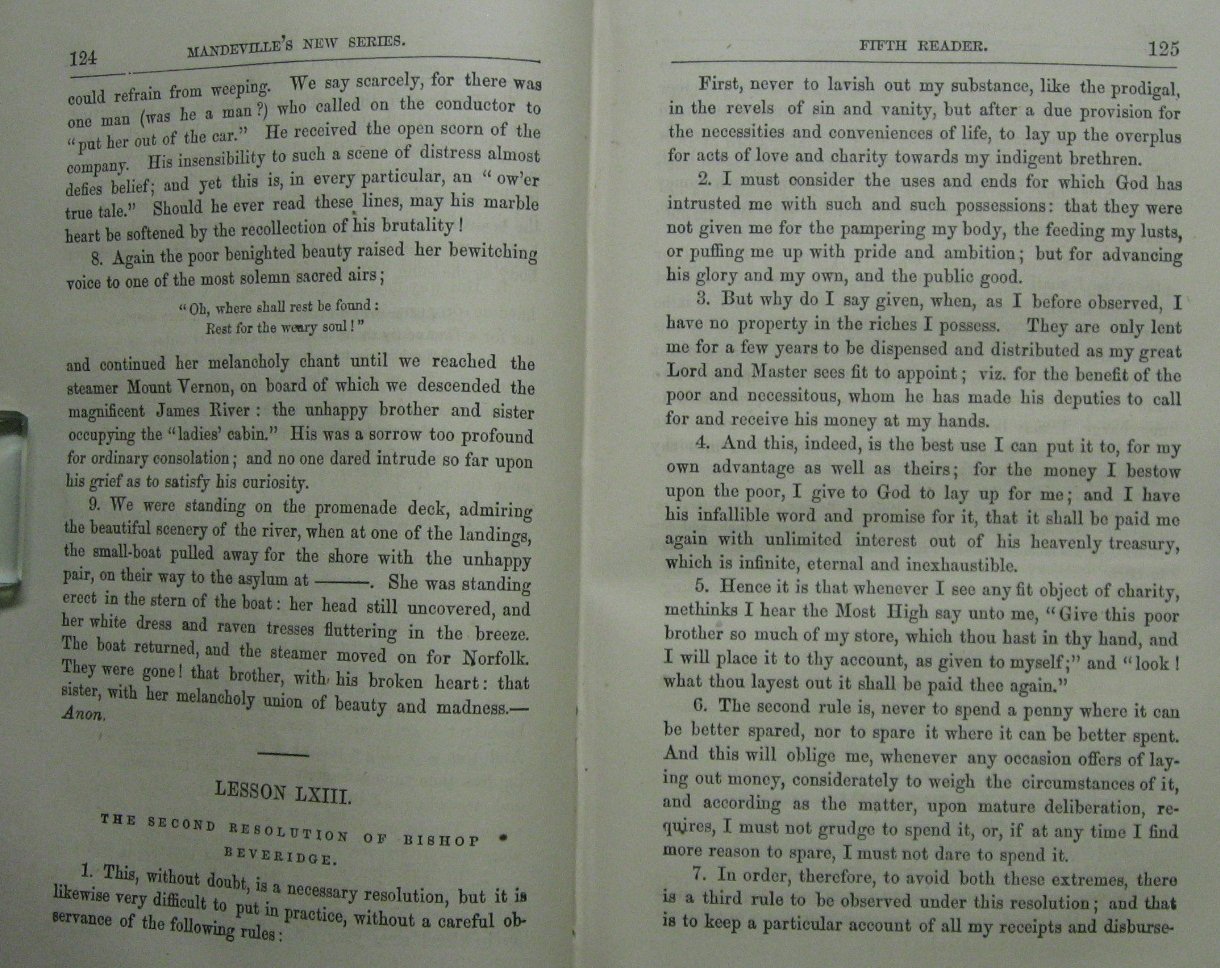 124 MANDEVILLE'S NEW SERIES.
could refrain from weeping. We say scarcely, for there was
one man (was he a man?) who called on the conductor to
"put her out of the car." He received the open scorn of the
company. His insensibility to such a scene of distress almost
defies belief; and yet this is, in every particular, an "ow'er
true tale." Should he ever read these lines, may his marble
heart be softened by the recollection of his brutality!
8. Again the poor benighted beauty raised her bewitching
voice to one of the most solemn sacred airs;
"Oh, where shall rest be found:
Rest for the weary soul!"
and continued her melancholy chant until we reached the
steamer Mount Vernon, on board of which we descended the
magnificent James River: the unhappy brother and sister
occupying the "ladies' cabin." His was a sorrow too profound
for ordinary consolation; and no one dared intrude so far upon
his grief as to satisfy his curiosity.
9. We were standing on the promenade deck, admiring
the beautiful scenery of the river, when at one of the landings,
the small-boat pulled away for the shore with the unhappy
pair, on their way to the asylum at ———. She was standing
erect in the stern of the boat: her head still uncovered, and
her white dress and raven tresses fluttering in the breeze.
The boat returned, and the steamer moved on for Norfolk.
They were gone! that brother, with his broken heart: that
sister, with her melancholy union of beauty and madness.—
Anon.
LESSON LXIII.
THE SECOND RESOLUTION OF BISHOP
BEVERIDGE.
1. This, without doubt, is a necessary resolution, but it is
likewise very difficult to put in practice, without a careful ob-
servance of the following rules:
FIFTH READER. 125
First, never to lavish out my substance, like the prodigal,
in the revels of sin and vanity, but after a due provision for
the necessities and conveniences of life, to lay up the overplus
for acts of love and charity towards my indigent brethren.
2. I must consider the uses and ends for which God has
intrusted me with such and such possessions: that they were
not given me for the pampering my body, the feeding my lusts,
or puffing me up with pride and ambition; but for advancing
his glory and my own, and the public good.
3. But why do I say given, when, as I before observed, I
have no property in the riches I possess. They are only lent
me for a few years to be dispensed and distributed as my great
Lord and Master sees fit to appoint; viz. for the benefit of the
poor and necessitous, whom he has made his deputies to call
for and receive his money at my hands.
4. And this, indeed, is the best use I can put it to, for my
own advantage as well as theirs; for the money I bestow
upon the poor, I give to God to lay up for me; and I have
his infallible word and promise for it, that it shall be paid me
again with unlimited interest out of his heavenly treasury,
which is infinite, eternal and inexhaustible.
5. Hence it is that whenever I see any fit object of charity,
methinks I hear the Most High say unto me, "Give this poor
brother so much of my store, which thou hast in thy hand, and
I will place it to thy account, as given to myself;" and "look!
what thou layest out it shall be paid thee again."
6. The second rule is, never to spend a penny where it can
be better spared, nor to spare it where it can be better spent.
And this will oblige me, whenever any occasion offers of lay-
ing out money, considerately to weigh the circumstances of it,
and according as the matter, upon mature deliberation, re-
quires, I must not grudge to spend it, or, if at any time I find
more reason to spare, I must not dare to spend it.
7. In order, therefore, to avoid both these extremes, there
is a third rule to be observed under this resolution; and that
is to keep a particular account of all my receipts and disburse-